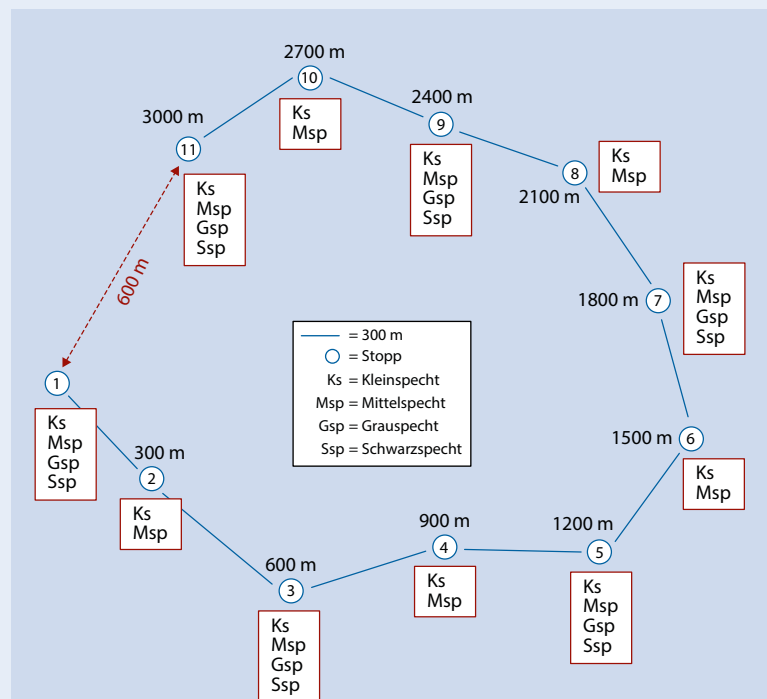 2700 m
10
Ks
Msp
3000 m
11
Ks
Msp
Gsp
Ssp
2400 m
9
Ks
Msp
Gsp
Ssp
8
2100 m
Ks
Msp
600 m
1800 m
7
Ks
Msp
Gsp
Ssp
= 300 m
= Stopp
Ks = Kleinspecht
Msp = Mittelspecht
Gsp = Grauspecht
Ssp = Schwarzspecht
1
Ks
Msp
Gsp
Ssp
300 m
2
Ks
Msp
1500 m
6
Ks
Msp
600 m
3
Ks
Msp
Gsp
Ssp
900 m
4
Ks
Msp
1200 m
5
Ks
Msp
Gsp
Ssp